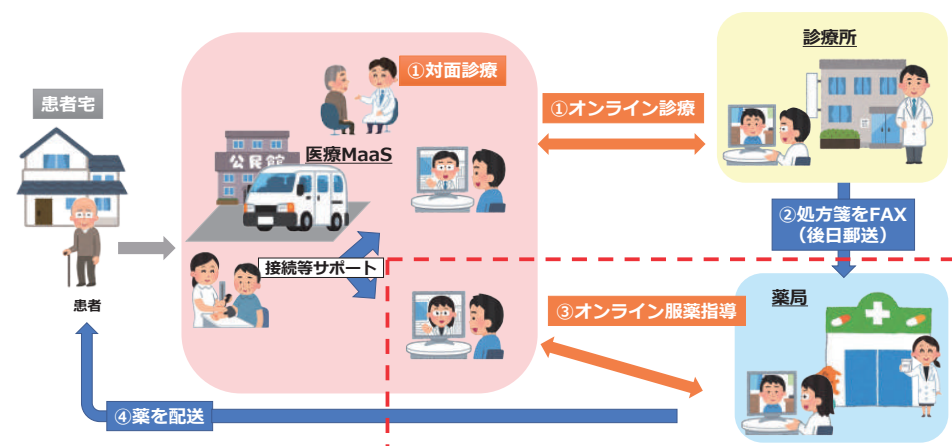 患者宅
患者
①対面診療
公民館
医療MaaS
接続等サポート
①オンライン診療
診療所
②処方箋をFAX
（後日郵送）
③オンライン服薬指導
薬局
④薬を配送